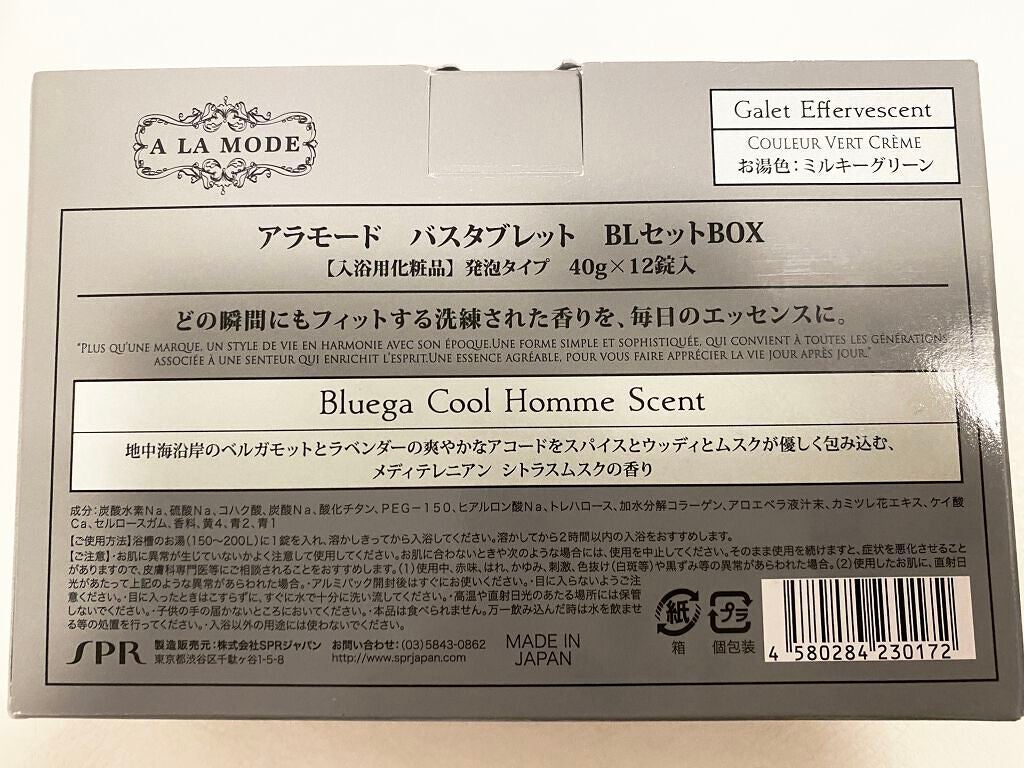 A LA MODE
Galet Effervescent
COULEUR VERT CRÈME
お湯色：ミルキーグリーン
アラモード バスタブレット BLセットBOX
【入浴用化粧品】発泡タイプ 40g×12錠入
どの瞬間にもフィットする洗練された香りを、毎日のエッセンスに。
"PLUS QU'UNE MARQUE, UN STYLE DE VIE EN HARMONIE AVEC SON ÉPOQUE.UNE FORME SIMPLE ET SOPHISTIQUÉE, QUI CONVIENT À TOUTES LES GÉNÉRATIONS,
ASSOCIÉE À UNE SENTEUR QUI ENRICHIT L'ESPRIT.UNE ESSENCE AGRÉABLE, POUR VOUS FAIRE APPRÉCIER LA VIE JOUR APRÈS JOUR."
Bluega Cool Homme Scent
地中海沿岸のベルガモットとラベンダーの爽やかなアコードをスパイスとウッディとムスクが優しく包み込む、
メディテレニアン シトラスムスクの香り
成分：炭酸水素Na、硫酸Na、コハク酸、炭酸Na、酸化チタン、PEG－150、ヒアルロン酸Na、トレハロース、加水分解コラーゲン、アロエベラ液汁末、カミツレ花エキス、ケイ酸
Ca、セルロースガム、香料、黄4、青2、青1
【ご使用方法】浴槽のお湯（150～200L）に1錠を入れ、溶かしきってから入浴してください。溶かしてから2時間以内の入浴をおすすめします。
【ご注意】・お肌に異常が生じていないかよく注意して使用してください。お肌に合わないときや次のような場合には、使用を中止してください。そのまま使用を続けますと、症状を悪化させること
がありますので、皮膚科専門医等にご相談されることをおすすめします。（1）使用中、赤味、はれ、かゆみ、刺激、色抜け（白斑等）や黒ずみ等の異常があらわれた場合。（2）使用したお肌に、直射日
光があたって上記のような異常があらわれた場合。・アルミパック開封後はすぐにお使いください。・目に入らないようご注
意ください。・目に入ったときはこすらずに、すぐに水で十分に洗い流してください。・高温や直射日光のあたる場所には保管
しないでください。・子供の手の届かないところにおいてください。・本品は食べられません。万一飲み込んだ時は水を飲ませ
る等の処置を行ってください。・入浴以外の用途には使わないでください。
SPR 製造販売元：株式会社SPRジャパン お問い合わせ：（03）5843-0862
東京都渋谷区千駄ヶ谷1-5-8 http://www.sprjapan.com/
MADE IN
JAPAN
紙
箱
プラ
個包装
4 580284 230172